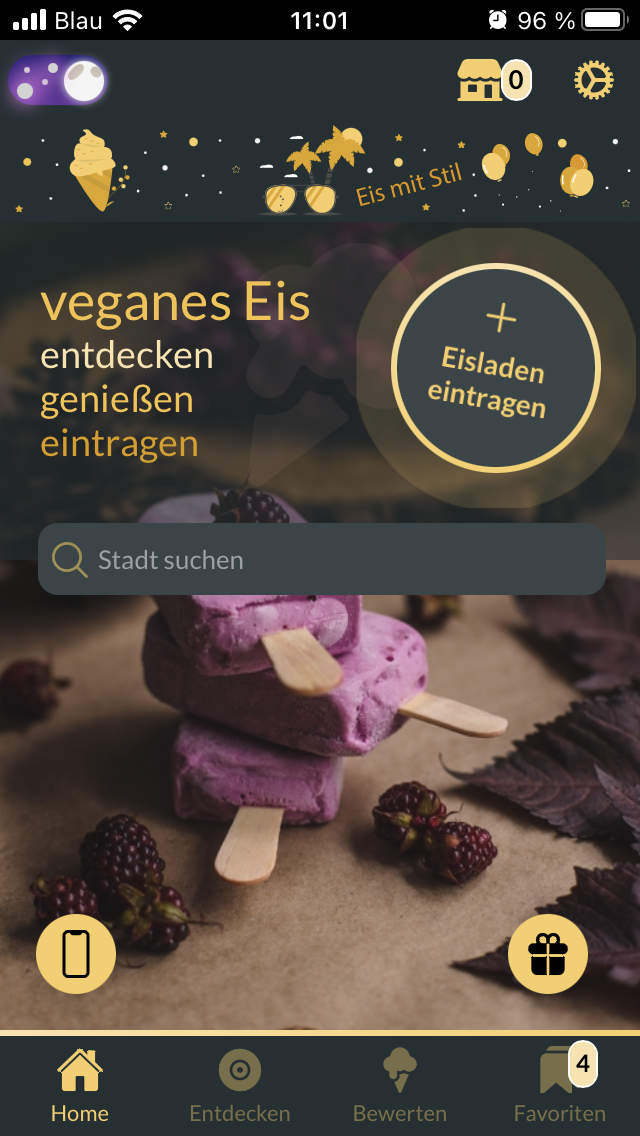 Blau
11:01
96 %
0
Eis mit Stil
veganes Eis
entdecken
genießen
eintragen
Eisladen
eintragen
Stadt suchen
4
Home
Entdecken
Bewerten
Favoriten